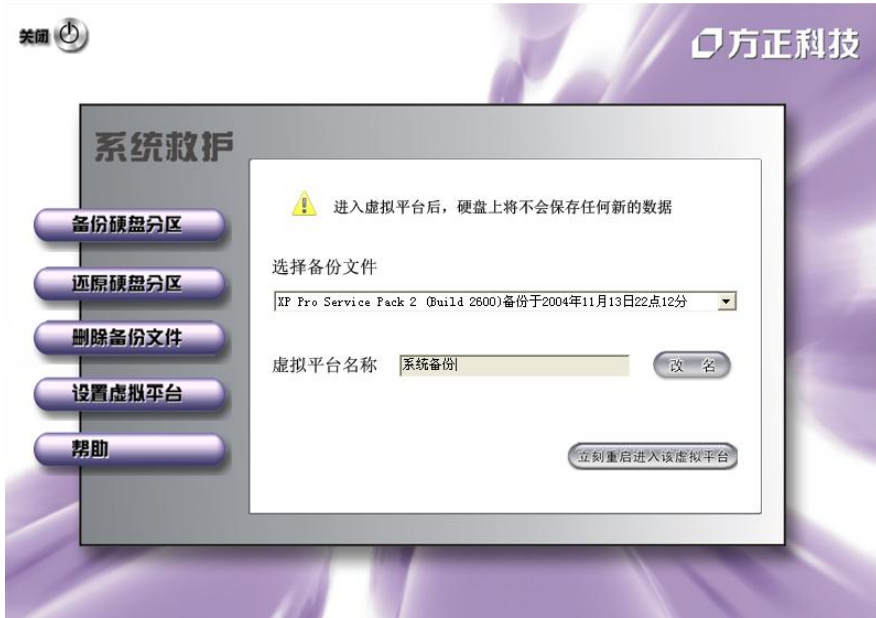 关闭
方正科技
系统救护
备份硬盘分区
还原硬盘分区
删除备份文件
设置虚拟平台
帮助
进入虚拟平台后，硬盘上将不会保存任何新的数据
选择备份文件
XP Pro Service Pack 2 (Build 2600)备份于2004年11月13日22点12分
虚拟平台名称 系统备份 改 名
立刻重启进入该虚拟平台